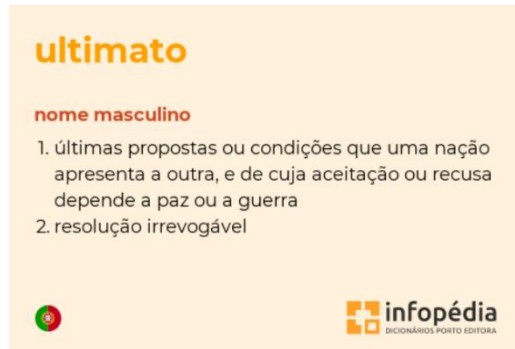 ultimato
nome masculino
1. últimas propostas ou condições que uma nação
apresenta a outra, e de cuja aceitação ou recusa
depende a paz ou a guerra
2. resolução irrevogável
infopédia
DICIONÁRIOS PORTO EDITORA